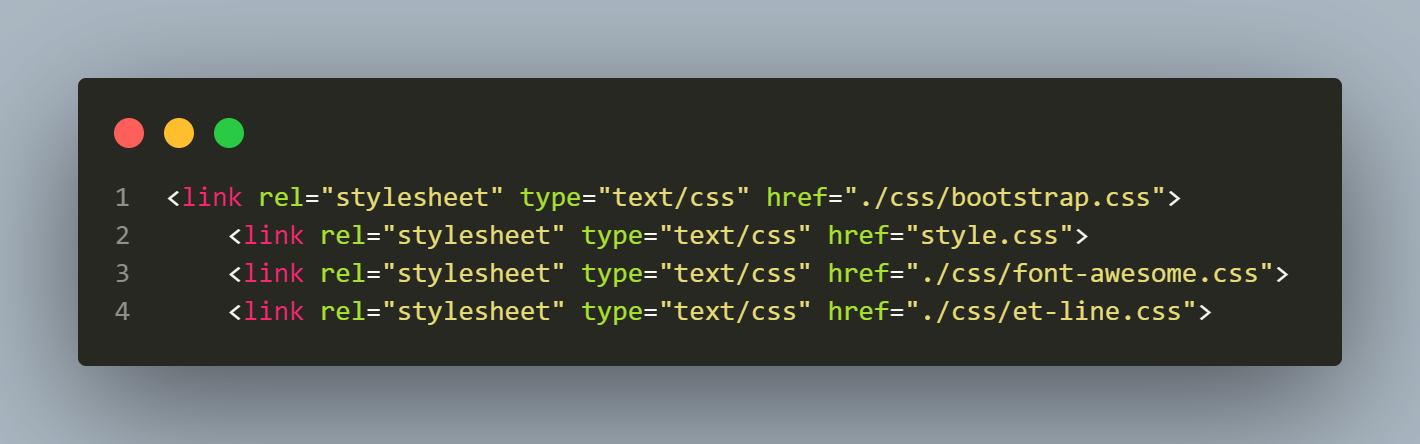 1 <link rel="stylesheet" type="text/css" href="./css/bootstrap.css">
2     <link rel="stylesheet" type="text/css" href="style.css">
3     <link rel="stylesheet" type="text/css" href="./css/font-awesome.css">
4     <link rel="stylesheet" type="text/css" href="./css/et-line.css">